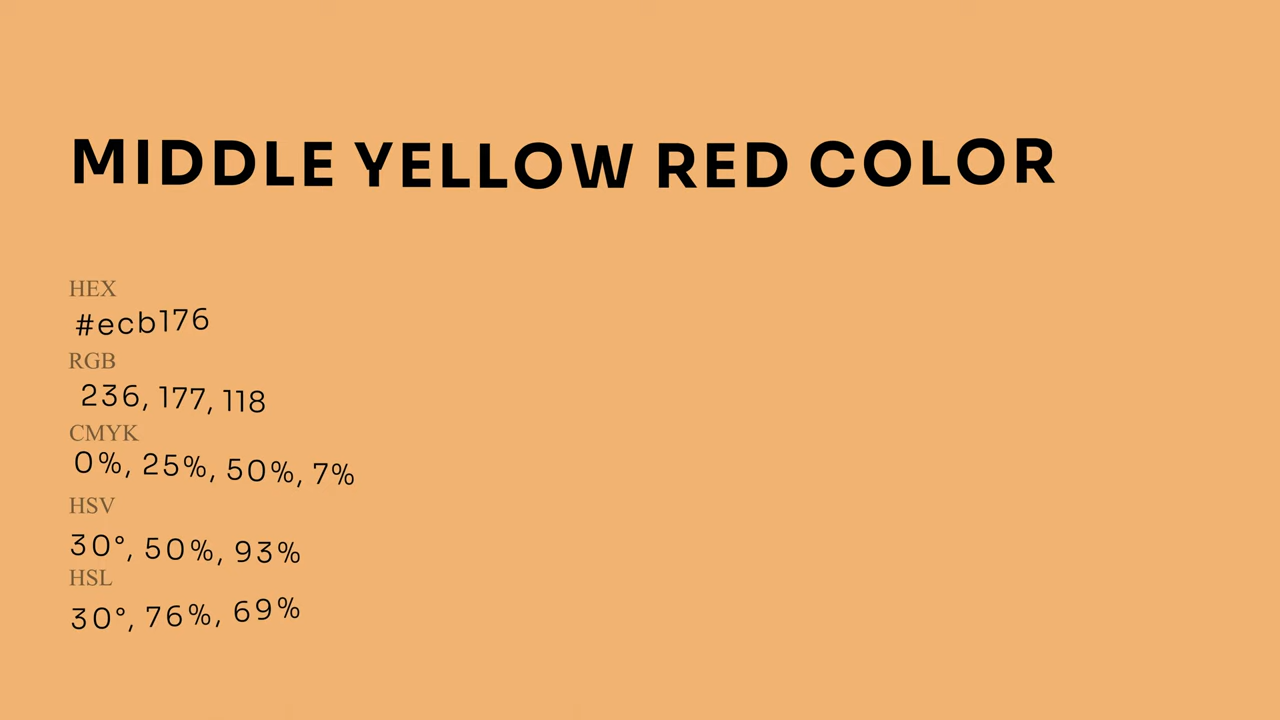 MIDDLE YELLOW RED COLOR
HEX
#ecb176
RGB
236, 177, 118
CMYK
0%, 25%, 50%, 7%
HSV
30°, 50%, 93%
HSL
30°, 76%, 69%